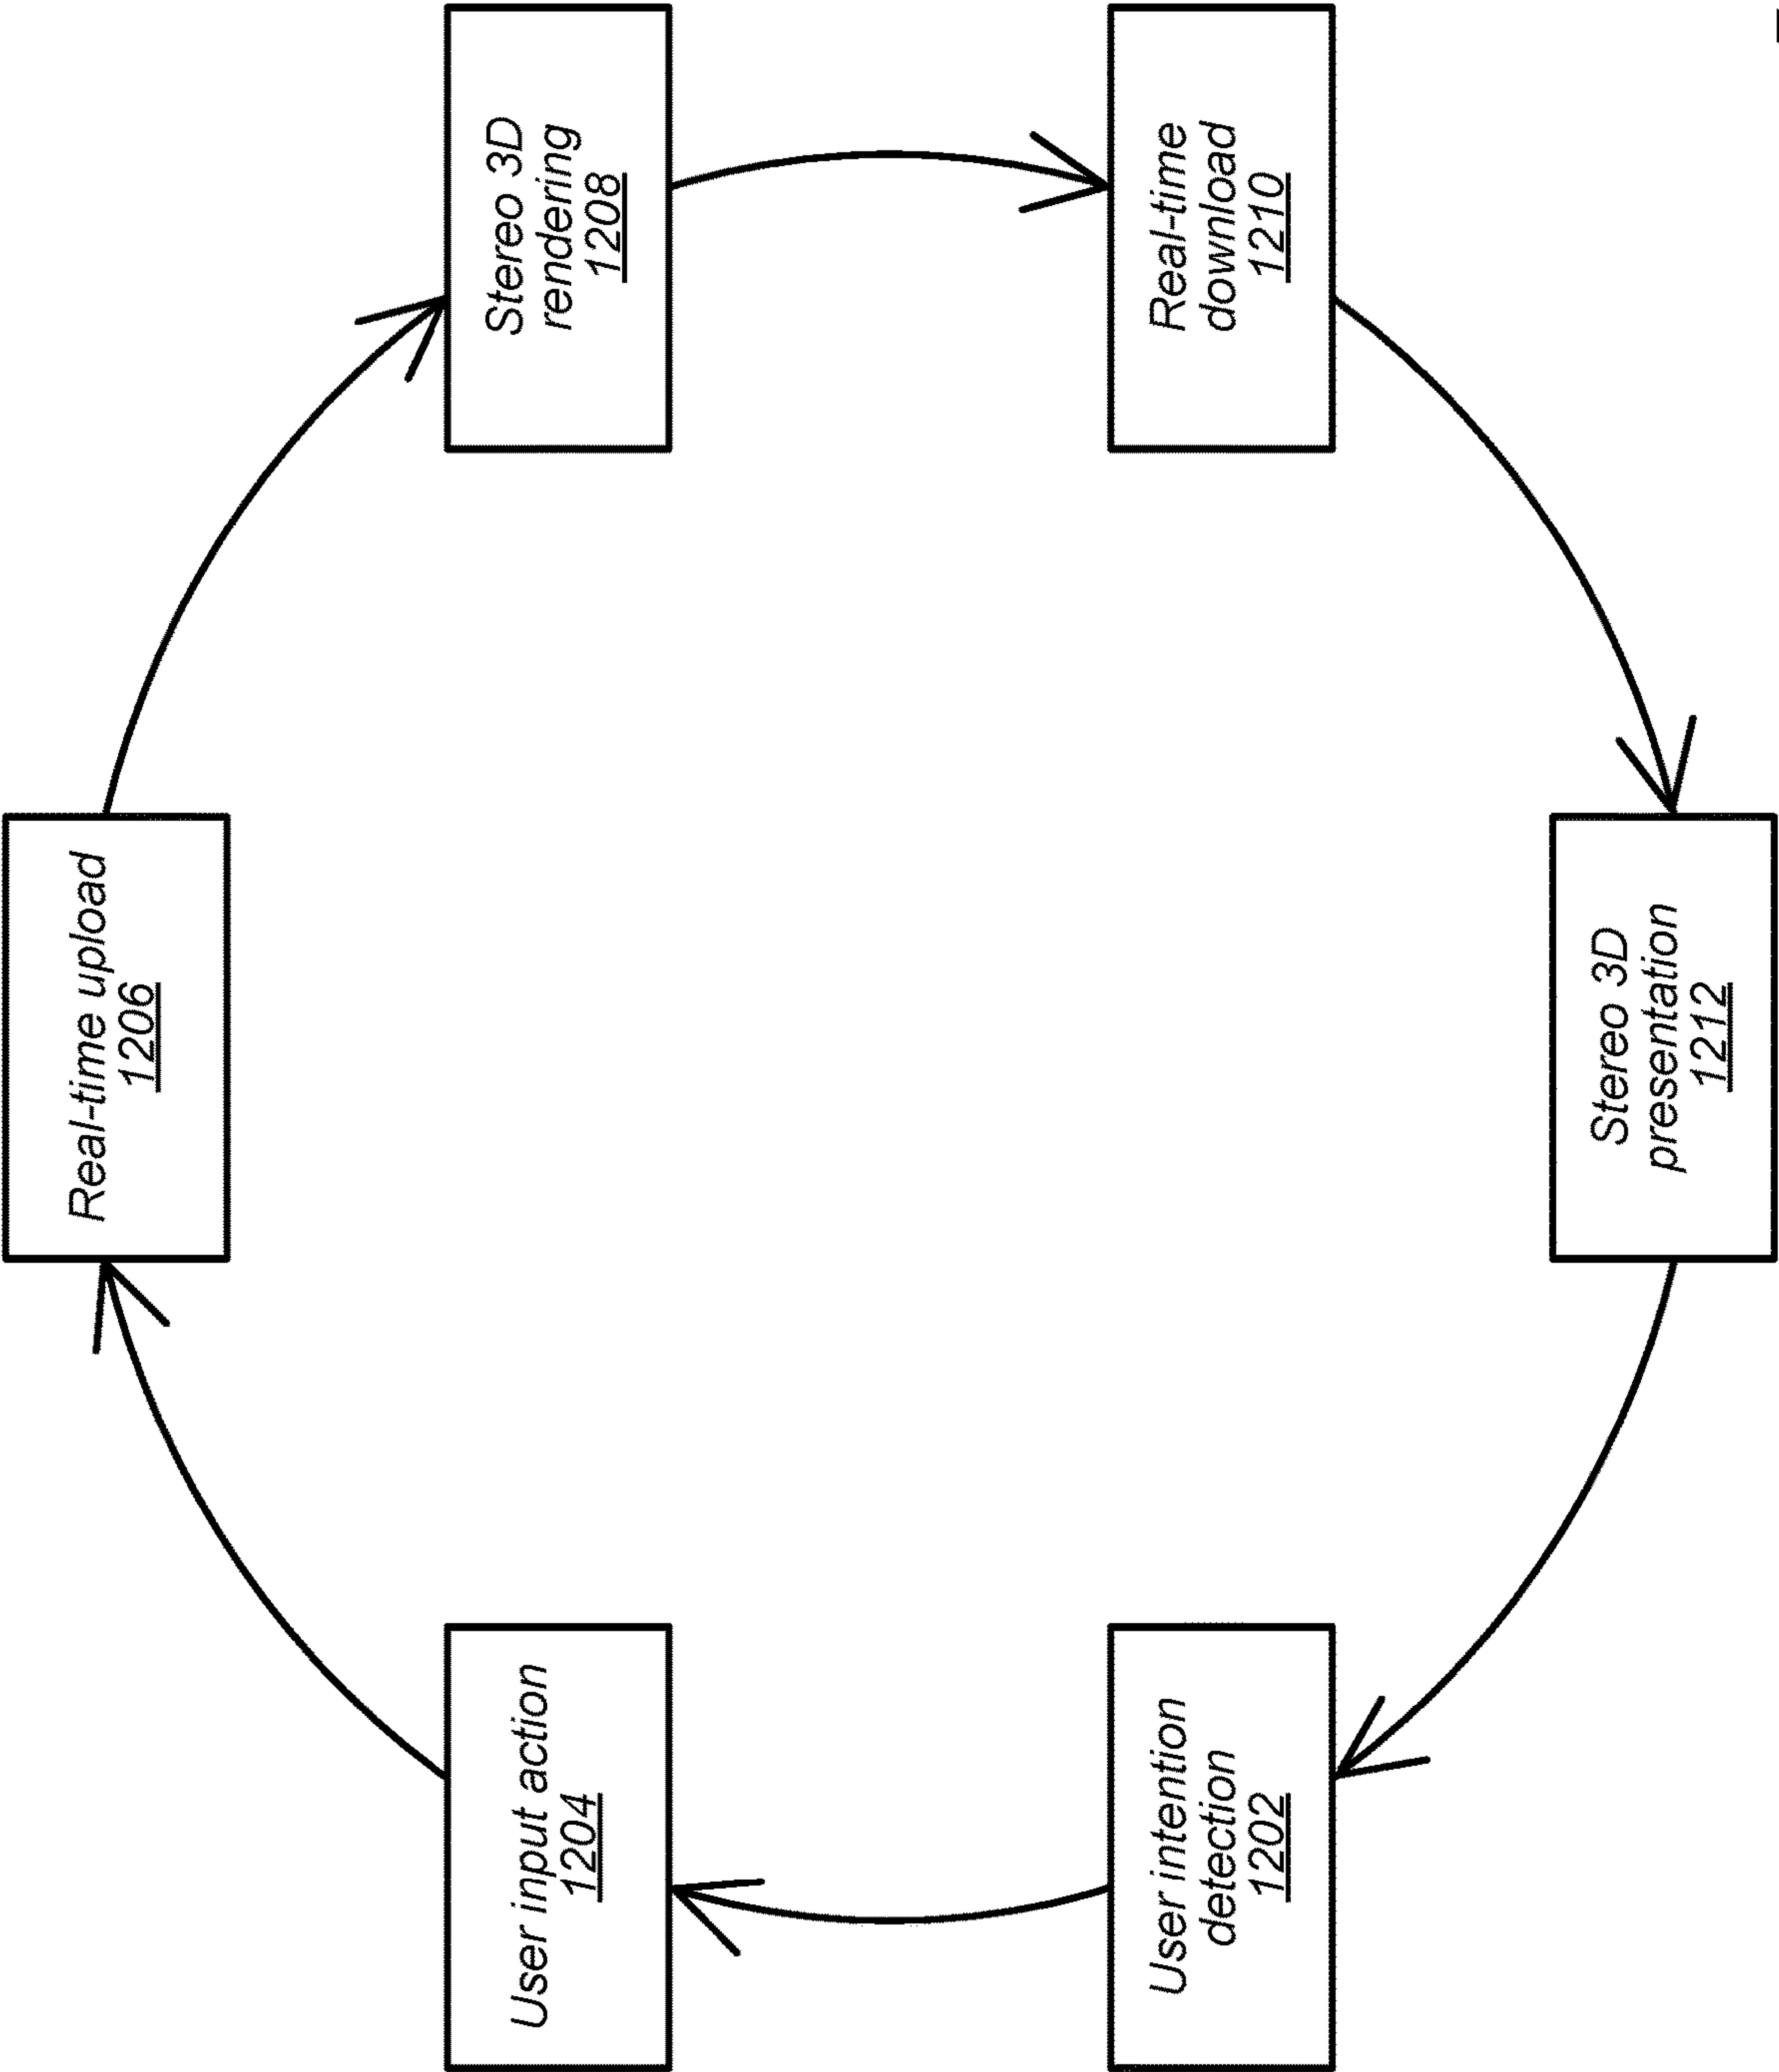 Real-time upload
1206
User input action
1204
Stereo 3D
rendering
1208
User intention
detection
1202
Real-time
download
1210
Stereo 3D
presentation
1212